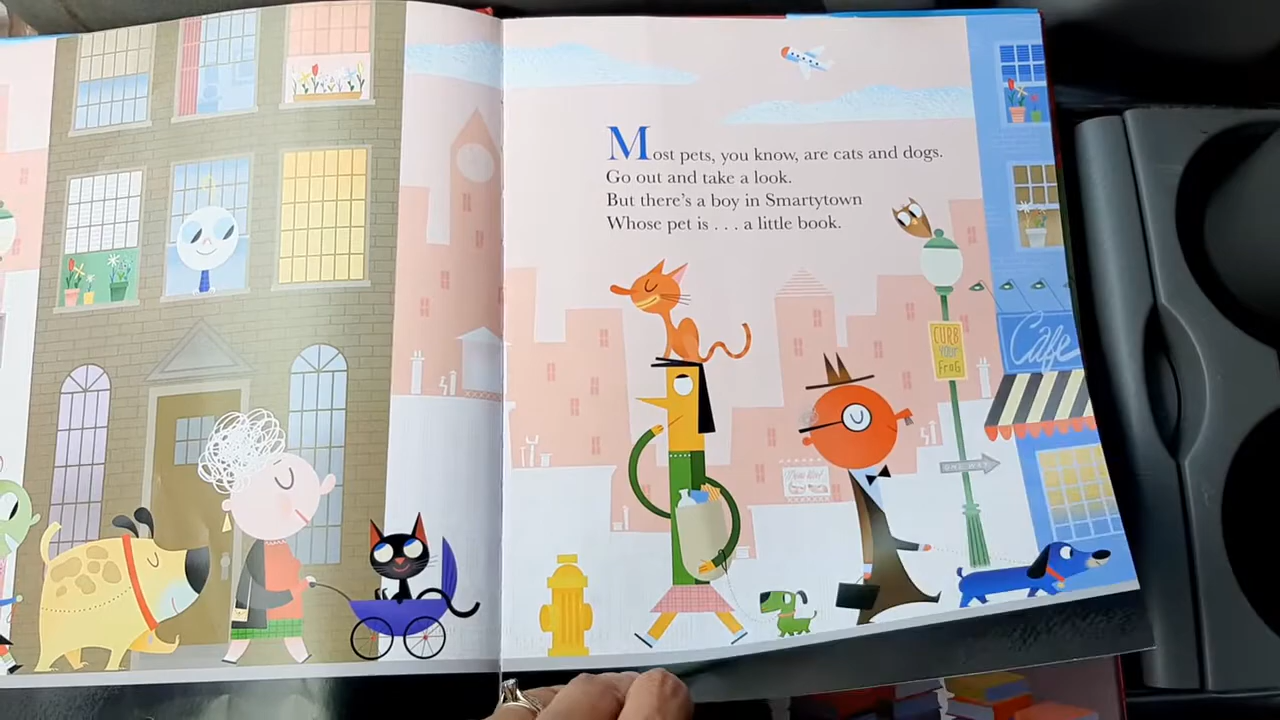 Most pets, you know, are cats and dogs.
Go out and take a look.
But there's a boy in Smartytown
Whose pet is . . . a little book.
CURB
YOUR
FROG
Cafe
ONE WAY